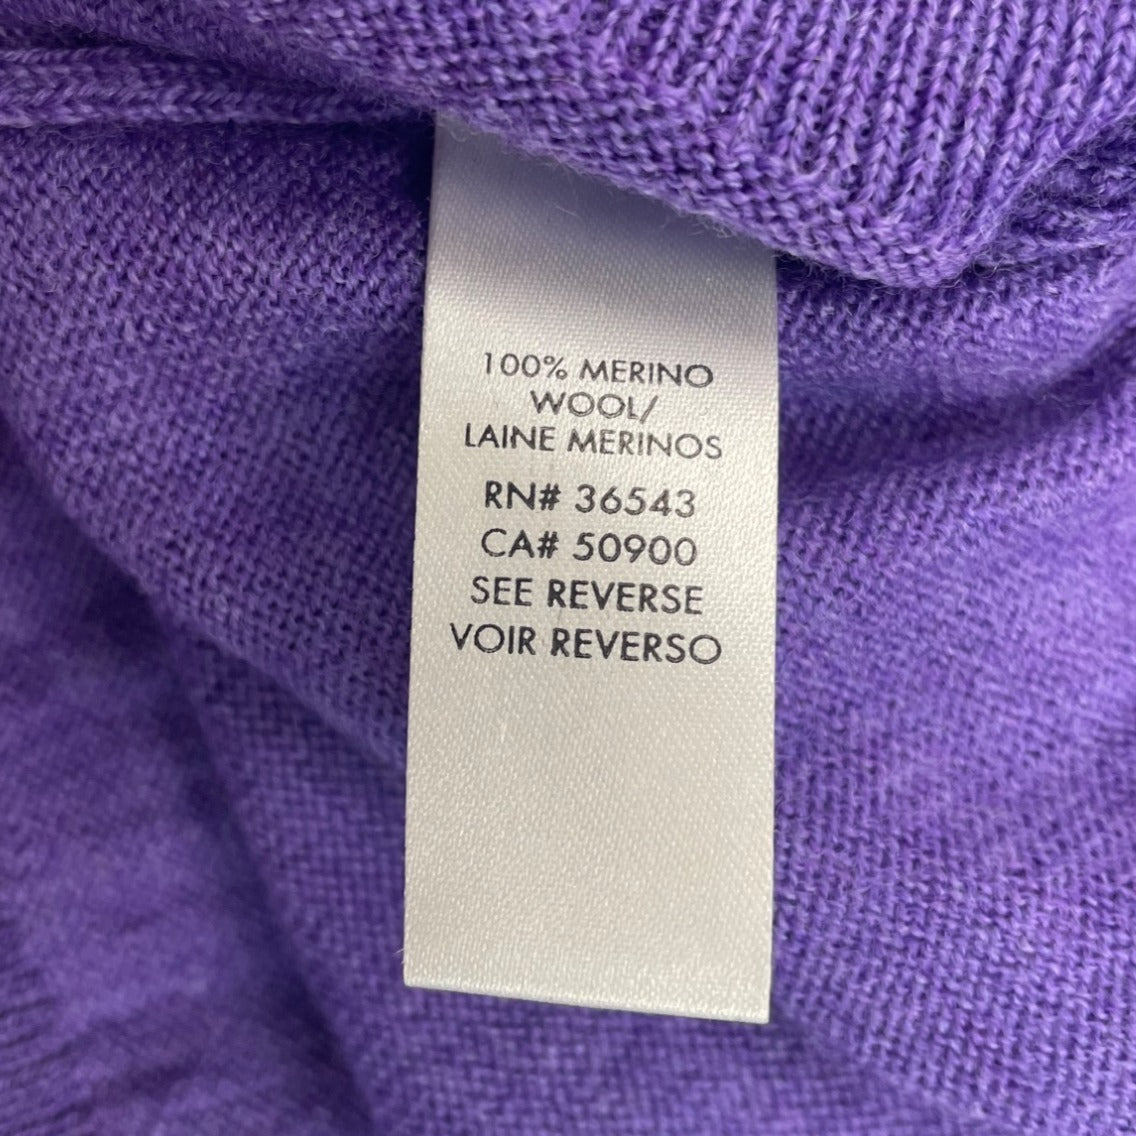 100% MERINO
WOOL/
LAINE MERINOS
RN# 36543
CA# 50900
SEE REVERSE
VOIR REVERSO